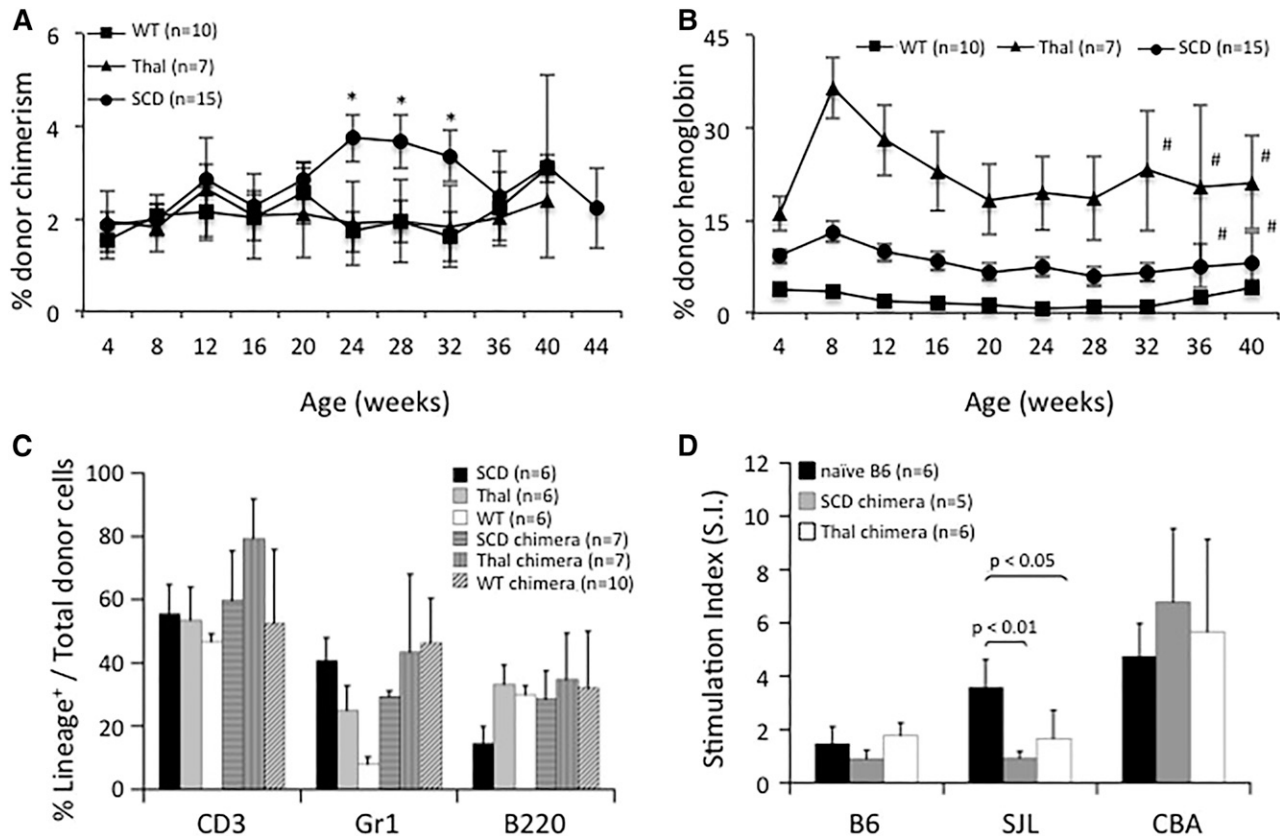 A
WT (n=10)
Thal (n=7)
SCD (n=15)
% donor chimerism
6
4
2
0
* * *
4 8 12 16 20 24 28 32 36 40 44
Age (weeks)
B
WT (n=10) Thal (n=7) SCD (n=15)
% donor hemoglobin
45
30
15
0
# # #
# #
4 8 12 16 20 24 28 32 36 40
Age (weeks)
C
% Lineage⁺ / Total donor cells
100
80
60
40
20
0
SCD (n=6)
Thal (n=6)
WT (n=6)
SCD chimera (n=7)
Thal chimera (n=7)
WT chimera (n=10)
CD3 Gr1 B220
D
Stimulation Index (S.I.)
12
10
8
6
4
2
0
naïve B6 (n=6)
SCD chimera (n=5)
Thal chimera (n=6)
p < 0.05
p < 0.01
B6 SJL CBA